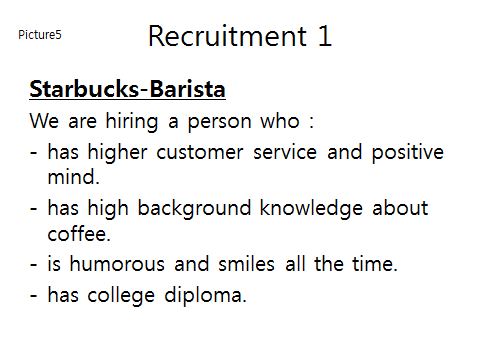 Picture5
Recruitment 1
Starbucks-Barista
We are hiring a person who :
- has higher customer service and positive
mind.
- has high background knowledge about
coffee.
- is humorous and smiles all the time.
- has college diploma.